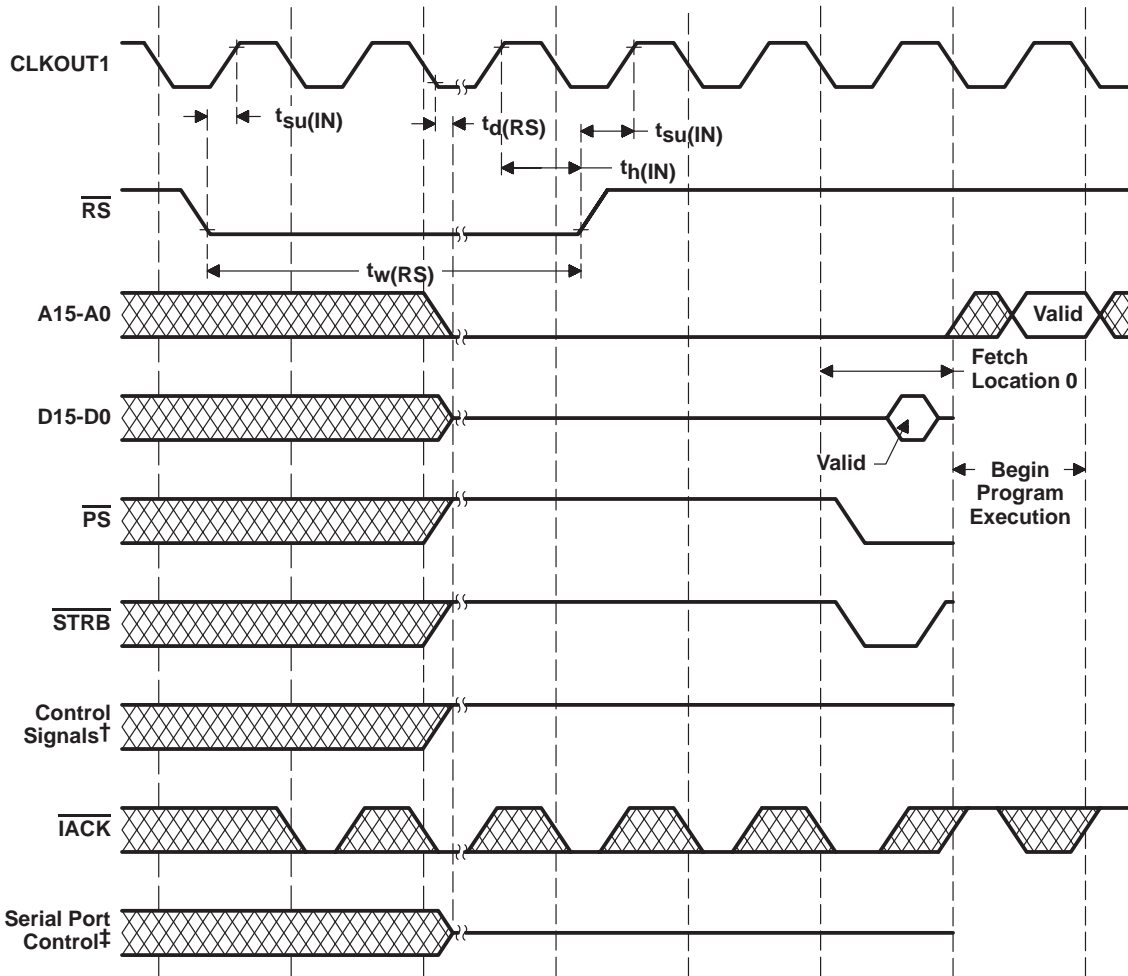 CLKOUT1
tsu(IN)
td(RS)
tsu(IN)
th(IN)
RS
tw(RS)
A15-A0
Valid
Fetch
Location 0
D15-D0
Valid
Begin
Program
Execution
PS
STRB
Control
Signals†
IACK
Serial Port
Control‡